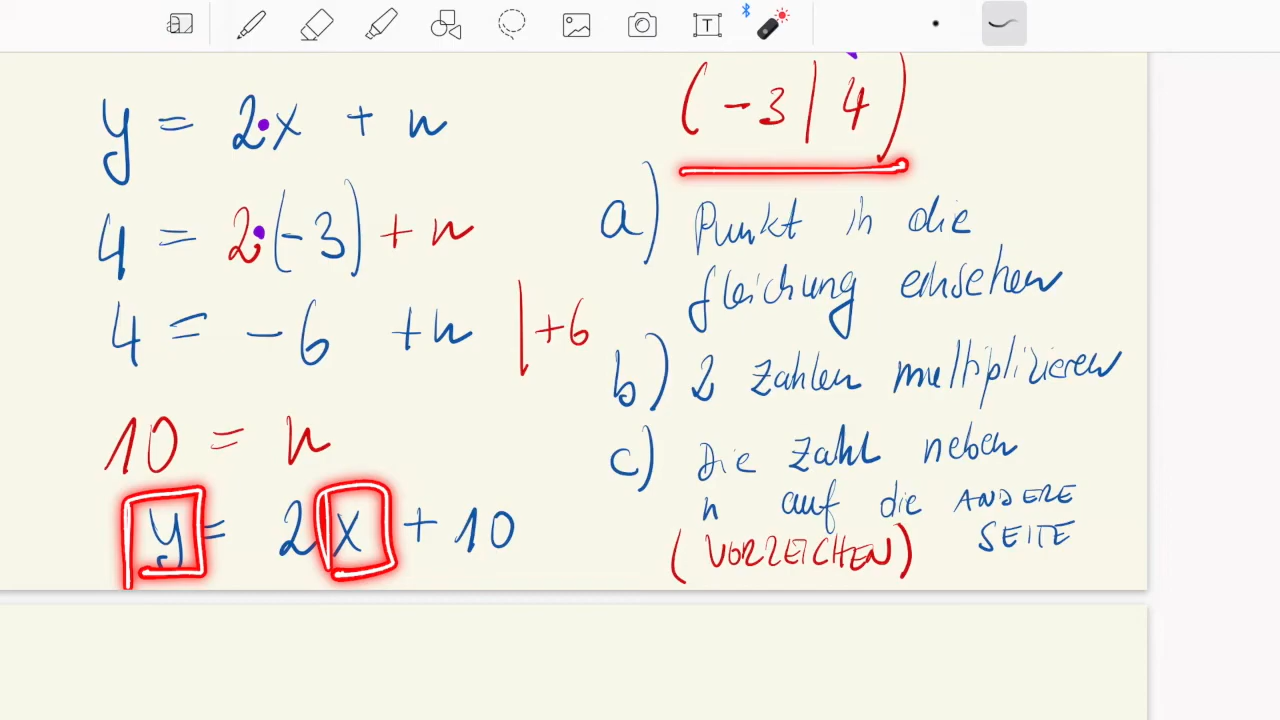 y = 2·x + n
4 = 2·(-3) + n
4 = -6 + n |+6
10 = n
y = 2x + 10
(-3|4)
a) Punkt in die
Gleichung einsetzen
b) 2 Zahlen multiplizieren
c) Die Zahl neben
n auf die ANDERE
SEITE
(VORZEICHEN)
T